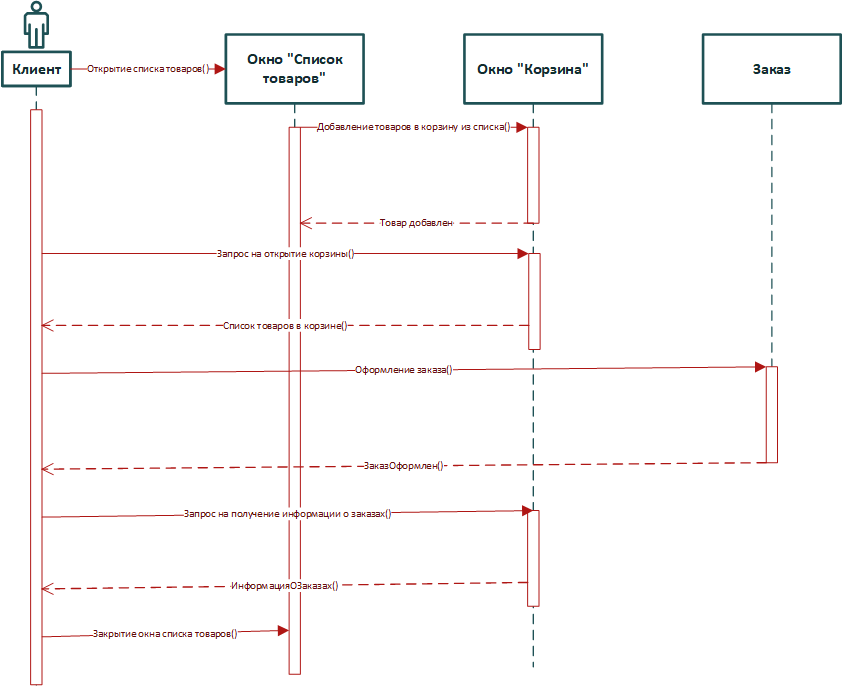 Клиент
Открытие списка товаров()
Окно "Список
товаров"
Окно "Корзина"
Заказ
Добавление товаров в корзину из списка()
Товар добавлен
Запрос на открытие корзины()
Список товаров в корзине()
Оформление заказа()
ЗаказОформлен()
Запрос на получение информации о заказах()
ИнформацияОЗаказах()
Закрытие окна списка товаров()